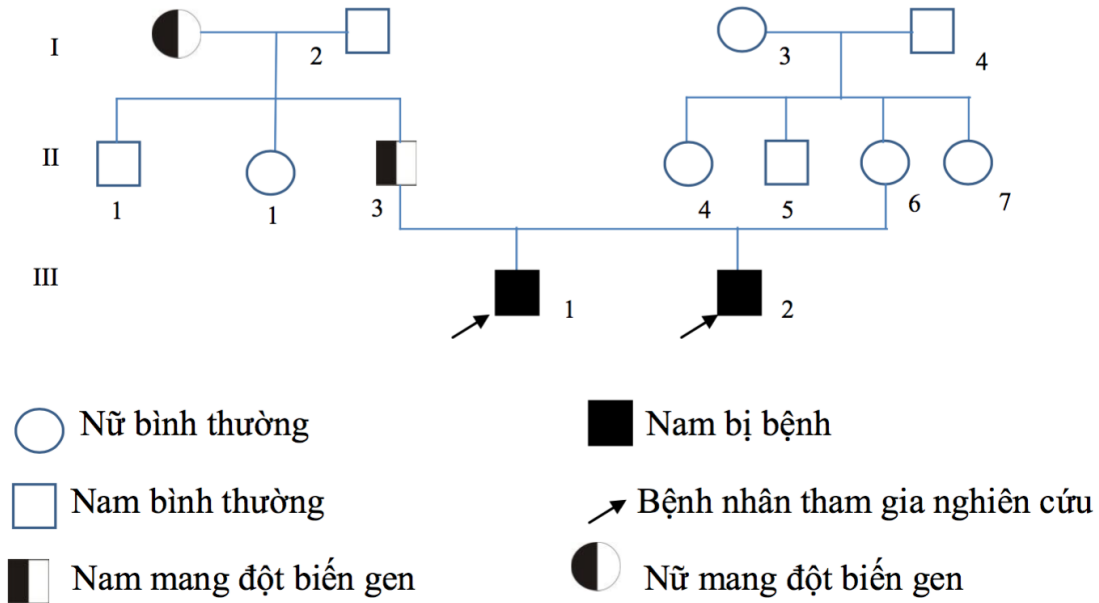 I
2
3
4
II
1
1
3
4
5
6
7
III
1
2
Nữ bình thường
Nam bị bệnh
Nam bình thường
Bệnh nhân tham gia nghiên cứu
Nam mang đột biến gen
Nữ mang đột biến gen